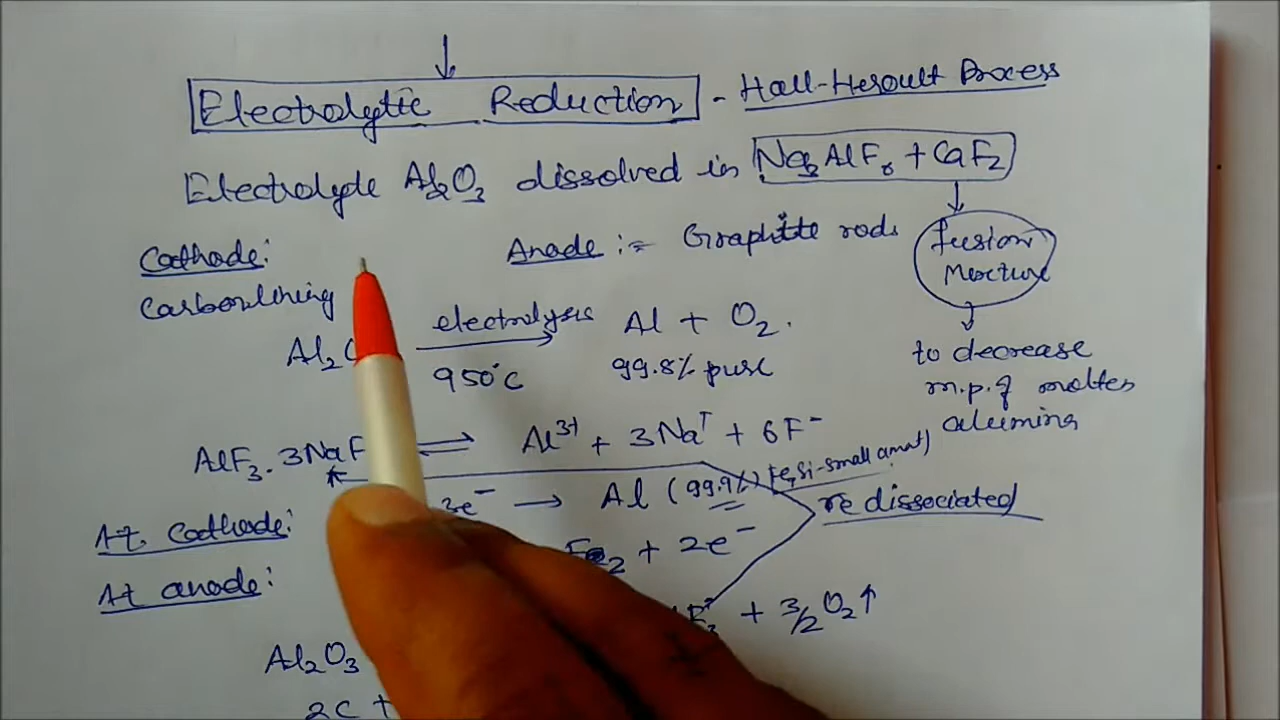 Electrolytic Reduction - Hall-Heroult Process
Electrolyte Al2O3 dissolved in Na3AlF6 + CaF2
Cathode: Anode :- Graphite rods
Carbon lining
fusion
Mixture
Al2O electrolysis Al + O2.
950°C 99.8% pure
to decrease
m.p. of molten
alumina
AlF3. 3NaF ⇌ Al3+ + 3Na+ + 6F-
At Cathode: 3e- → Al (99.9%) Fe, Si-small amnt)
re dissociated
At anode: F2 + 2e-
Al2O3 F3 + 3/2 O2↑
2C +